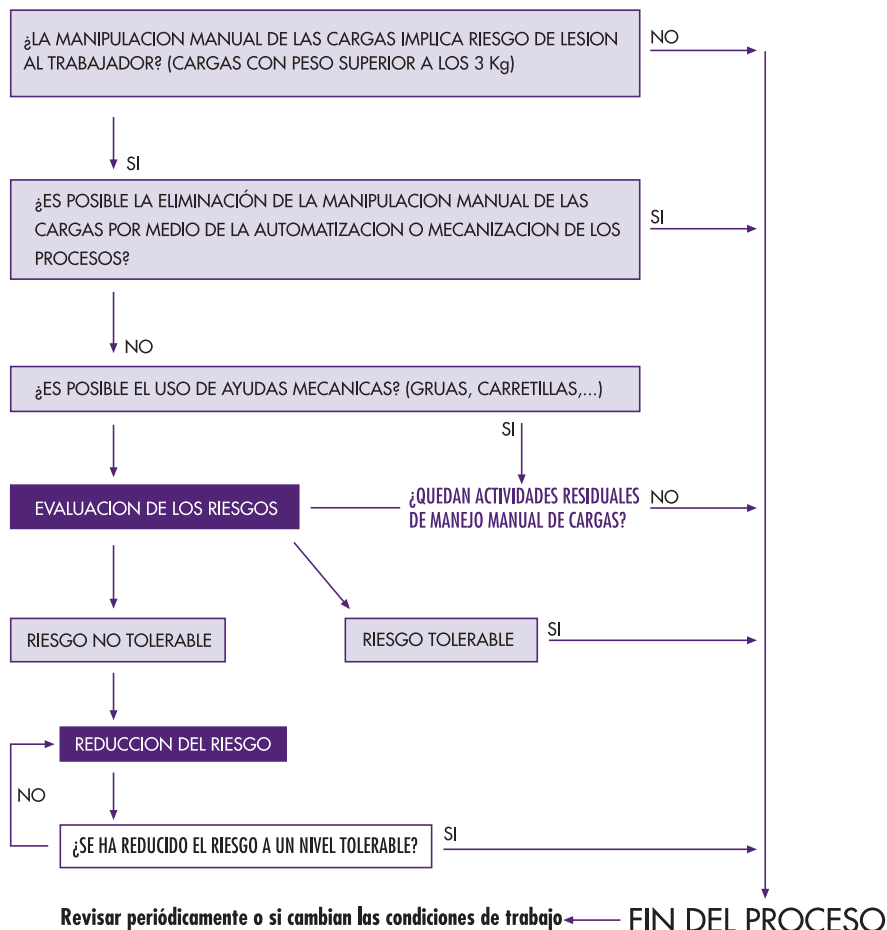 ¿LA MANIPULACION MANUAL DE LAS CARGAS IMPLICA RIESGO DE LESION
AL TRABAJADOR? (CARGAS CON PESO SUPERIOR A LOS 3 Kg)
NO
SI
¿ES POSIBLE LA ELIMINACIÓN DE LA MANIPULACION MANUAL DE LAS
CARGAS POR MEDIO DE LA AUTOMATIZACION O MECANIZACION DE LOS
PROCESOS?
SI
NO
¿ES POSIBLE EL USO DE AYUDAS MECANICAS? (GRUAS, CARRETILLAS,...)
SI
EVALUACION DE LOS RIESGOS
¿QUEDAN ACTIVIDADES RESIDUALES
DE MANEJO MANUAL DE CARGAS?
NO
RIESGO NO TOLERABLE
RIESGO TOLERABLE
SI
REDUCCION DEL RIESGO
NO
¿SE HA REDUCIDO EL RIESGO A UN NIVEL TOLERABLE?
SI
Revisar periódicamente o si cambian las condiciones de trabajo
FIN DEL PROCESO